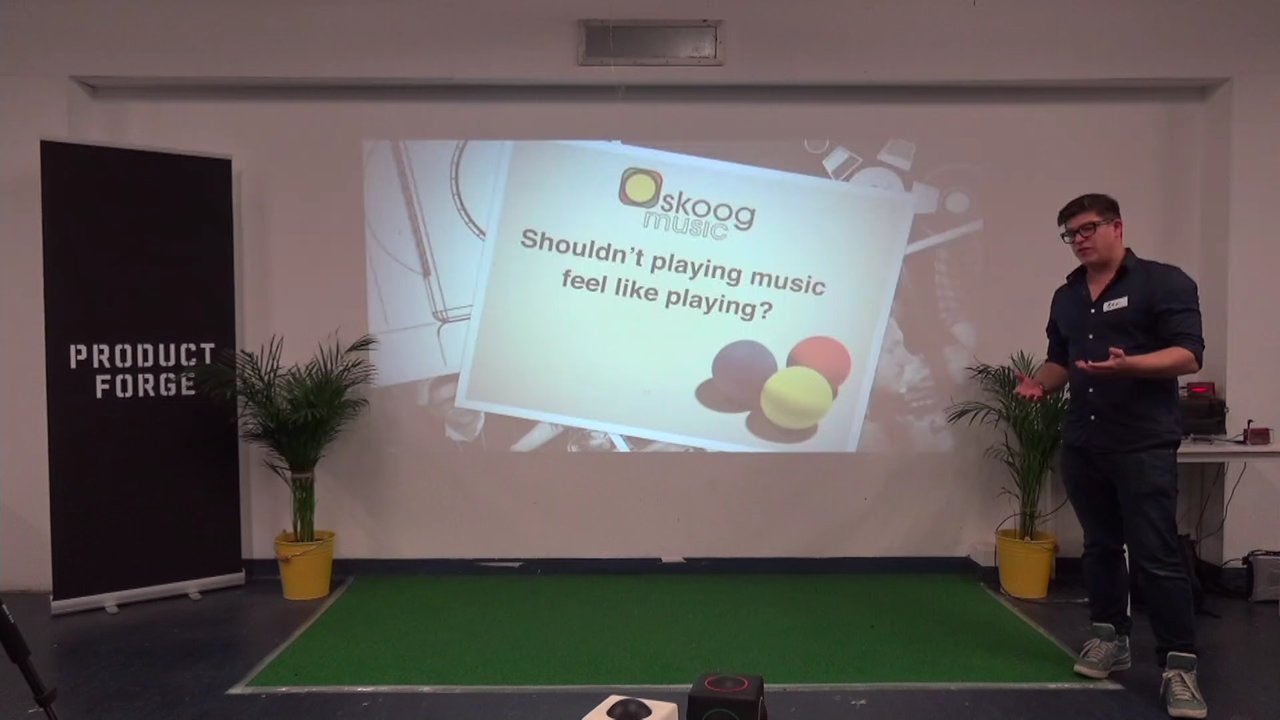 PRODUCT
FORGE
skoog
music
Shouldn't playing music
feel like playing?